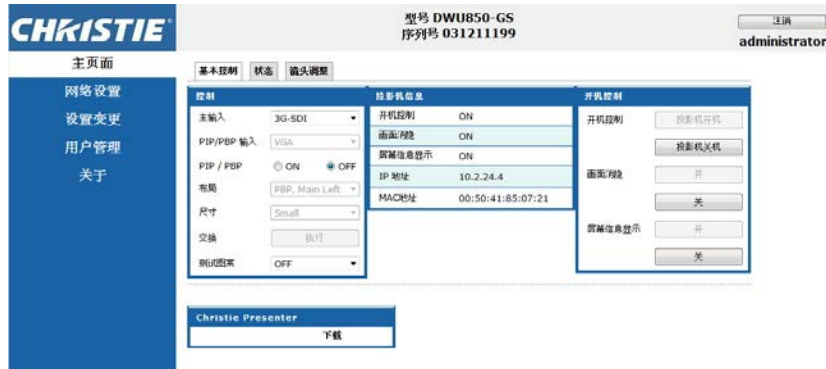 CHRISTIE
型号 DWU850-GS
序列号 031211199
注销
administrator
主页面
网络设置
设置变更
用户管理
关于
基本控制 状态 镜头调整
控制
主输入 3G-SDI
PIP/PBP 输入 VGA
PIP / PBP ON OFF
布局 PBP, Main Left
尺寸 Small
交换 执行
测试图案 OFF
投影机信息
开机控制 ON
画面消隐 ON
屏幕信息显示 ON
IP 地址 10.2.24.4
MAC地址 00:50:41:85:07:21
开机控制
开机控制 投影机开机
投影机关机
画面消隐 开
关
屏幕信息显示 开
关
Christie Presenter
下载